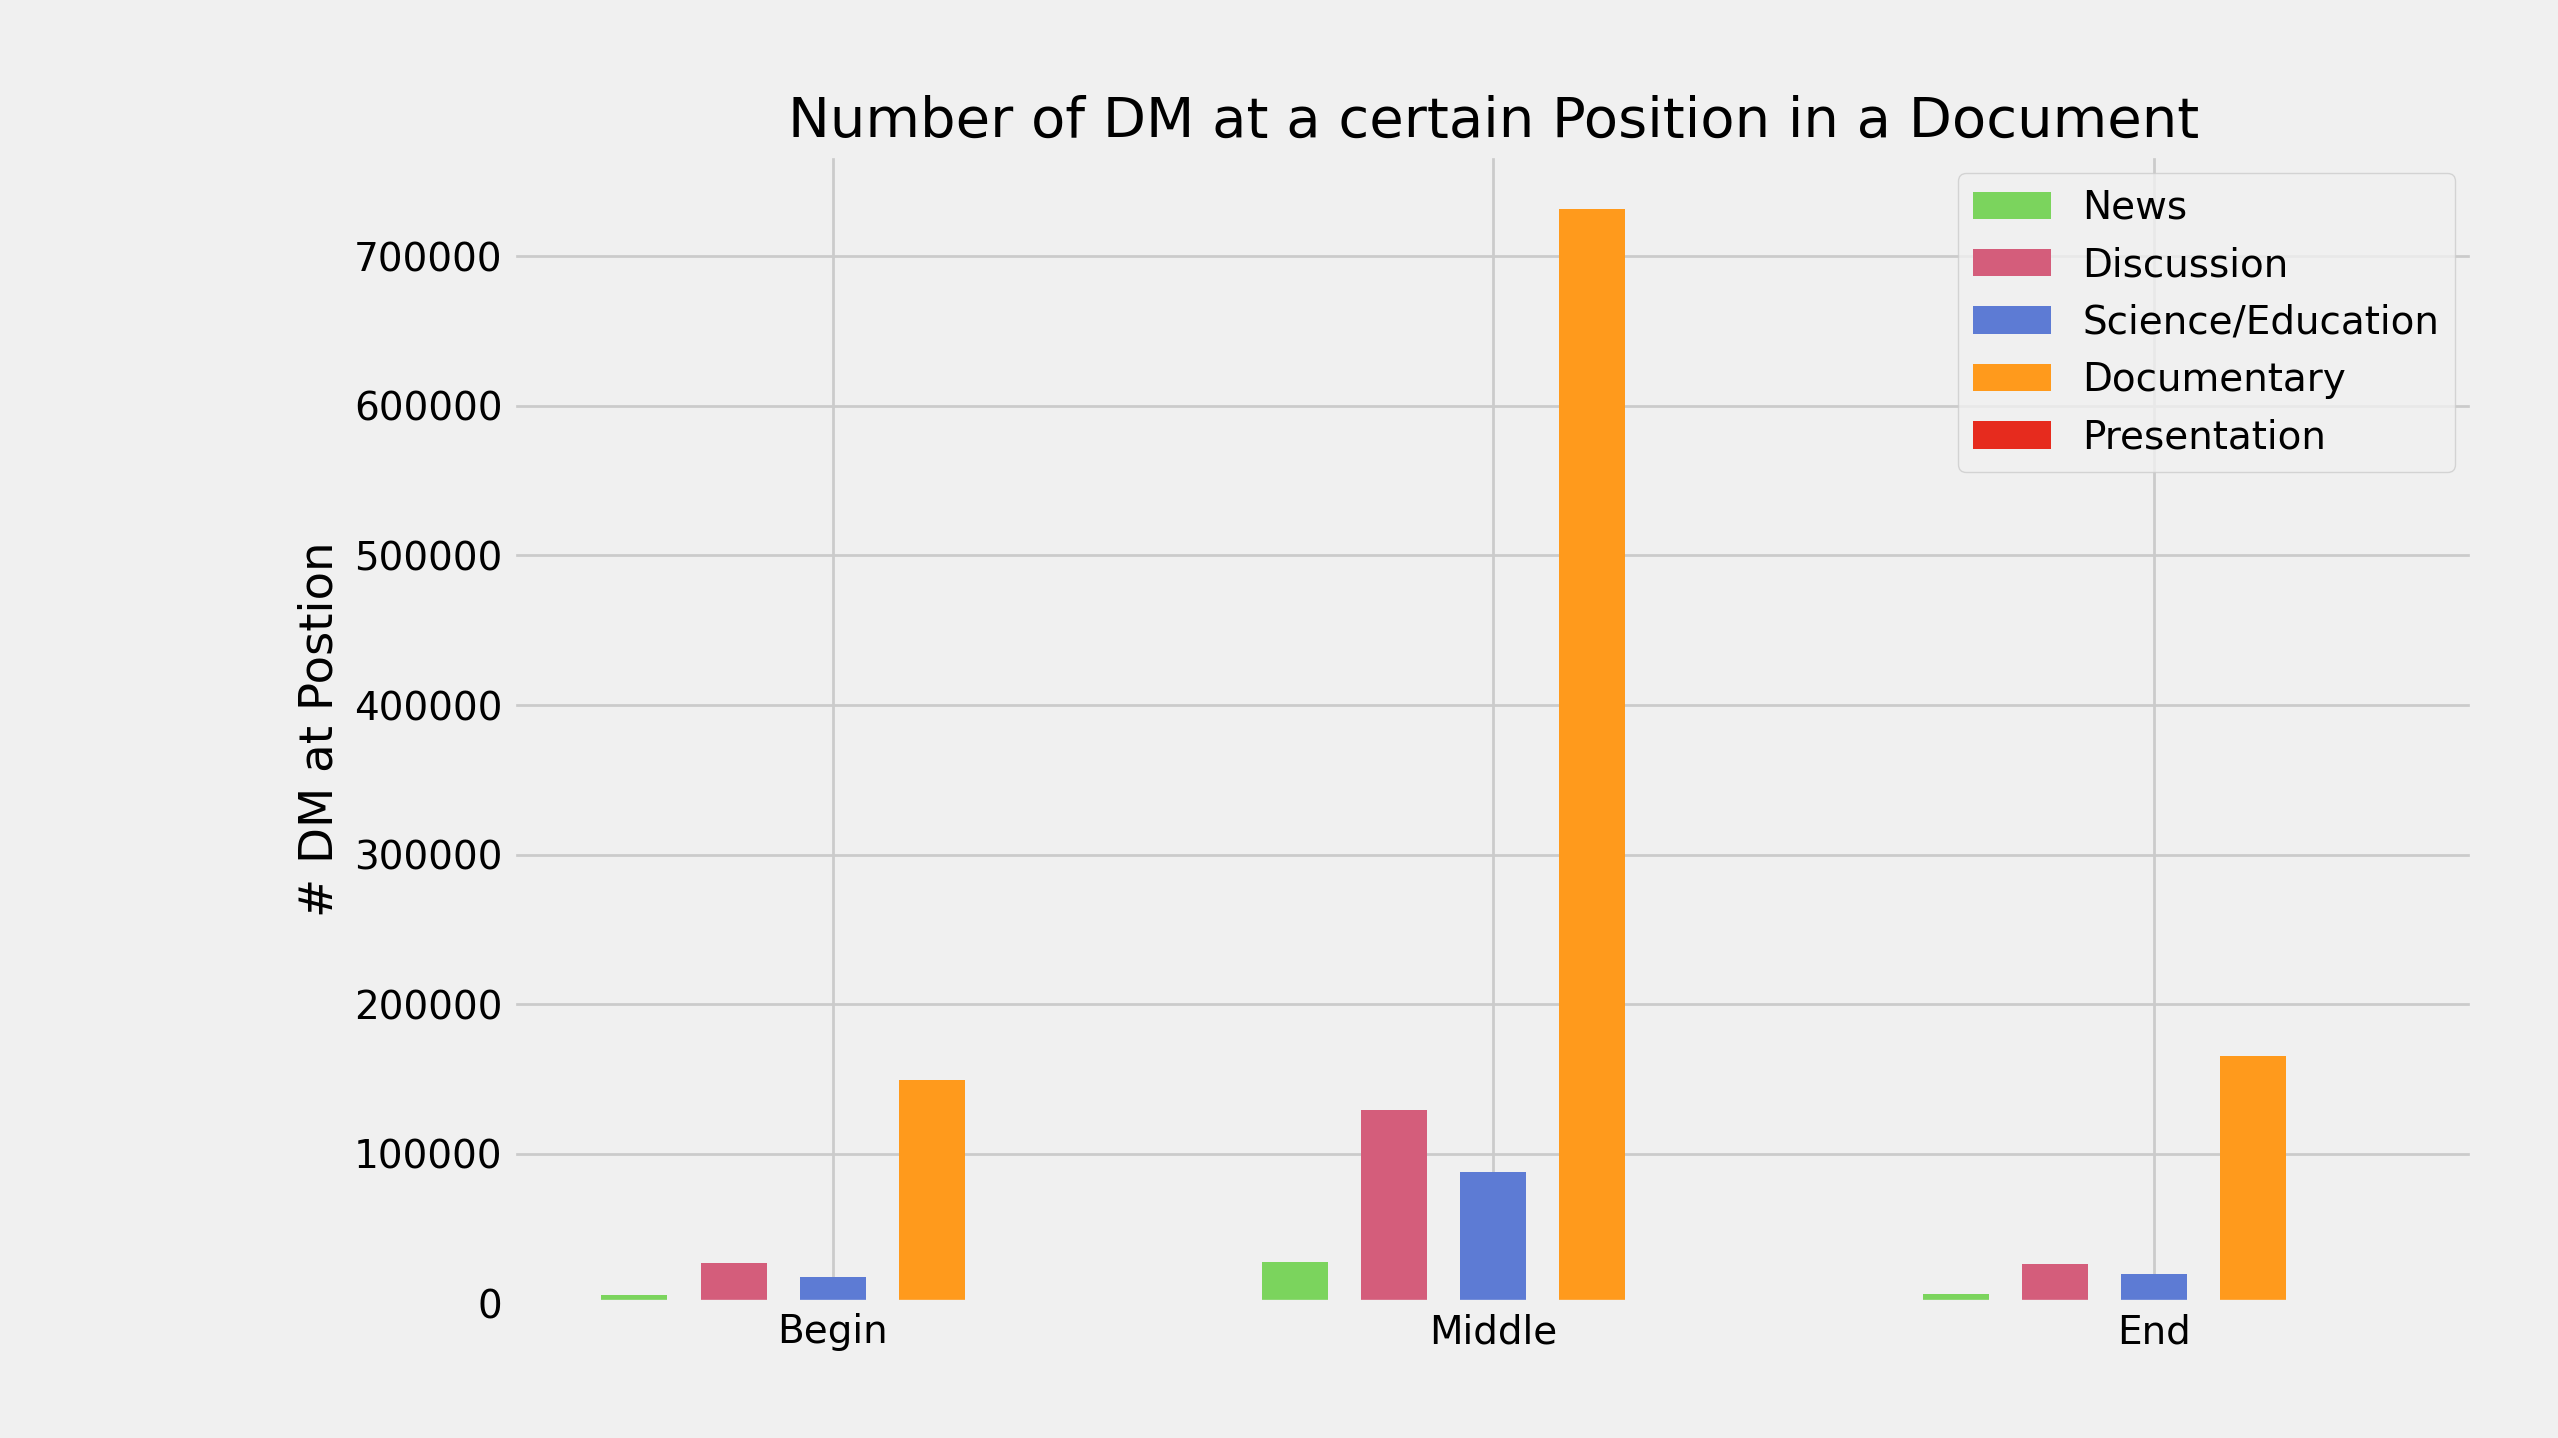 Number of DM at a certain Position in a Document
News
Discussion
Science/Education
Documentary
Presentation
# DM at Postion
700000
600000
500000
400000
300000
200000
100000
0
Begin
Middle
End